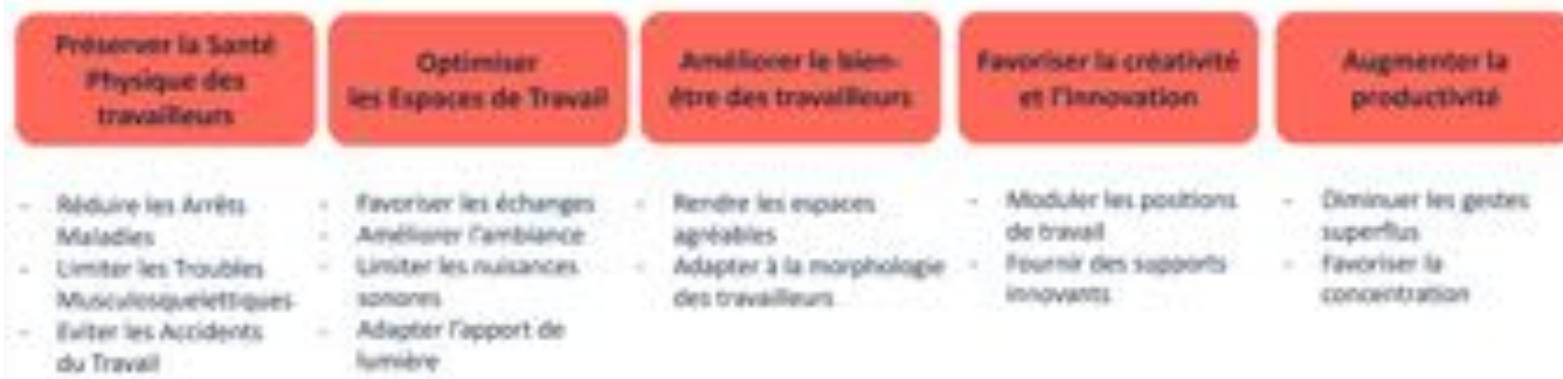 Préserver la Santé
Physique des
travailleurs
- Réduire les Arrêts
Maladies
- Limiter les Troubles
Musculosquelettiques
- Eviter les Accidents
du Travail
Optimiser
les Espaces de Travail
- Favoriser les échanges
- Améliorer l'ambiance
- Limiter les nuisances
sonores
- Adapter l'apport de
lumière
Améliorer le bien-
être des travailleurs
- Rendre les espaces
agréables
- Adapter à la morphologie
des travailleurs
Favoriser la créativité
et l'innovation
- Moduler les positions
de travail
- Fournir des supports
innovants
Augmenter la
productivité
- Diminuer les gestes
superflus
- Favoriser la
concentration